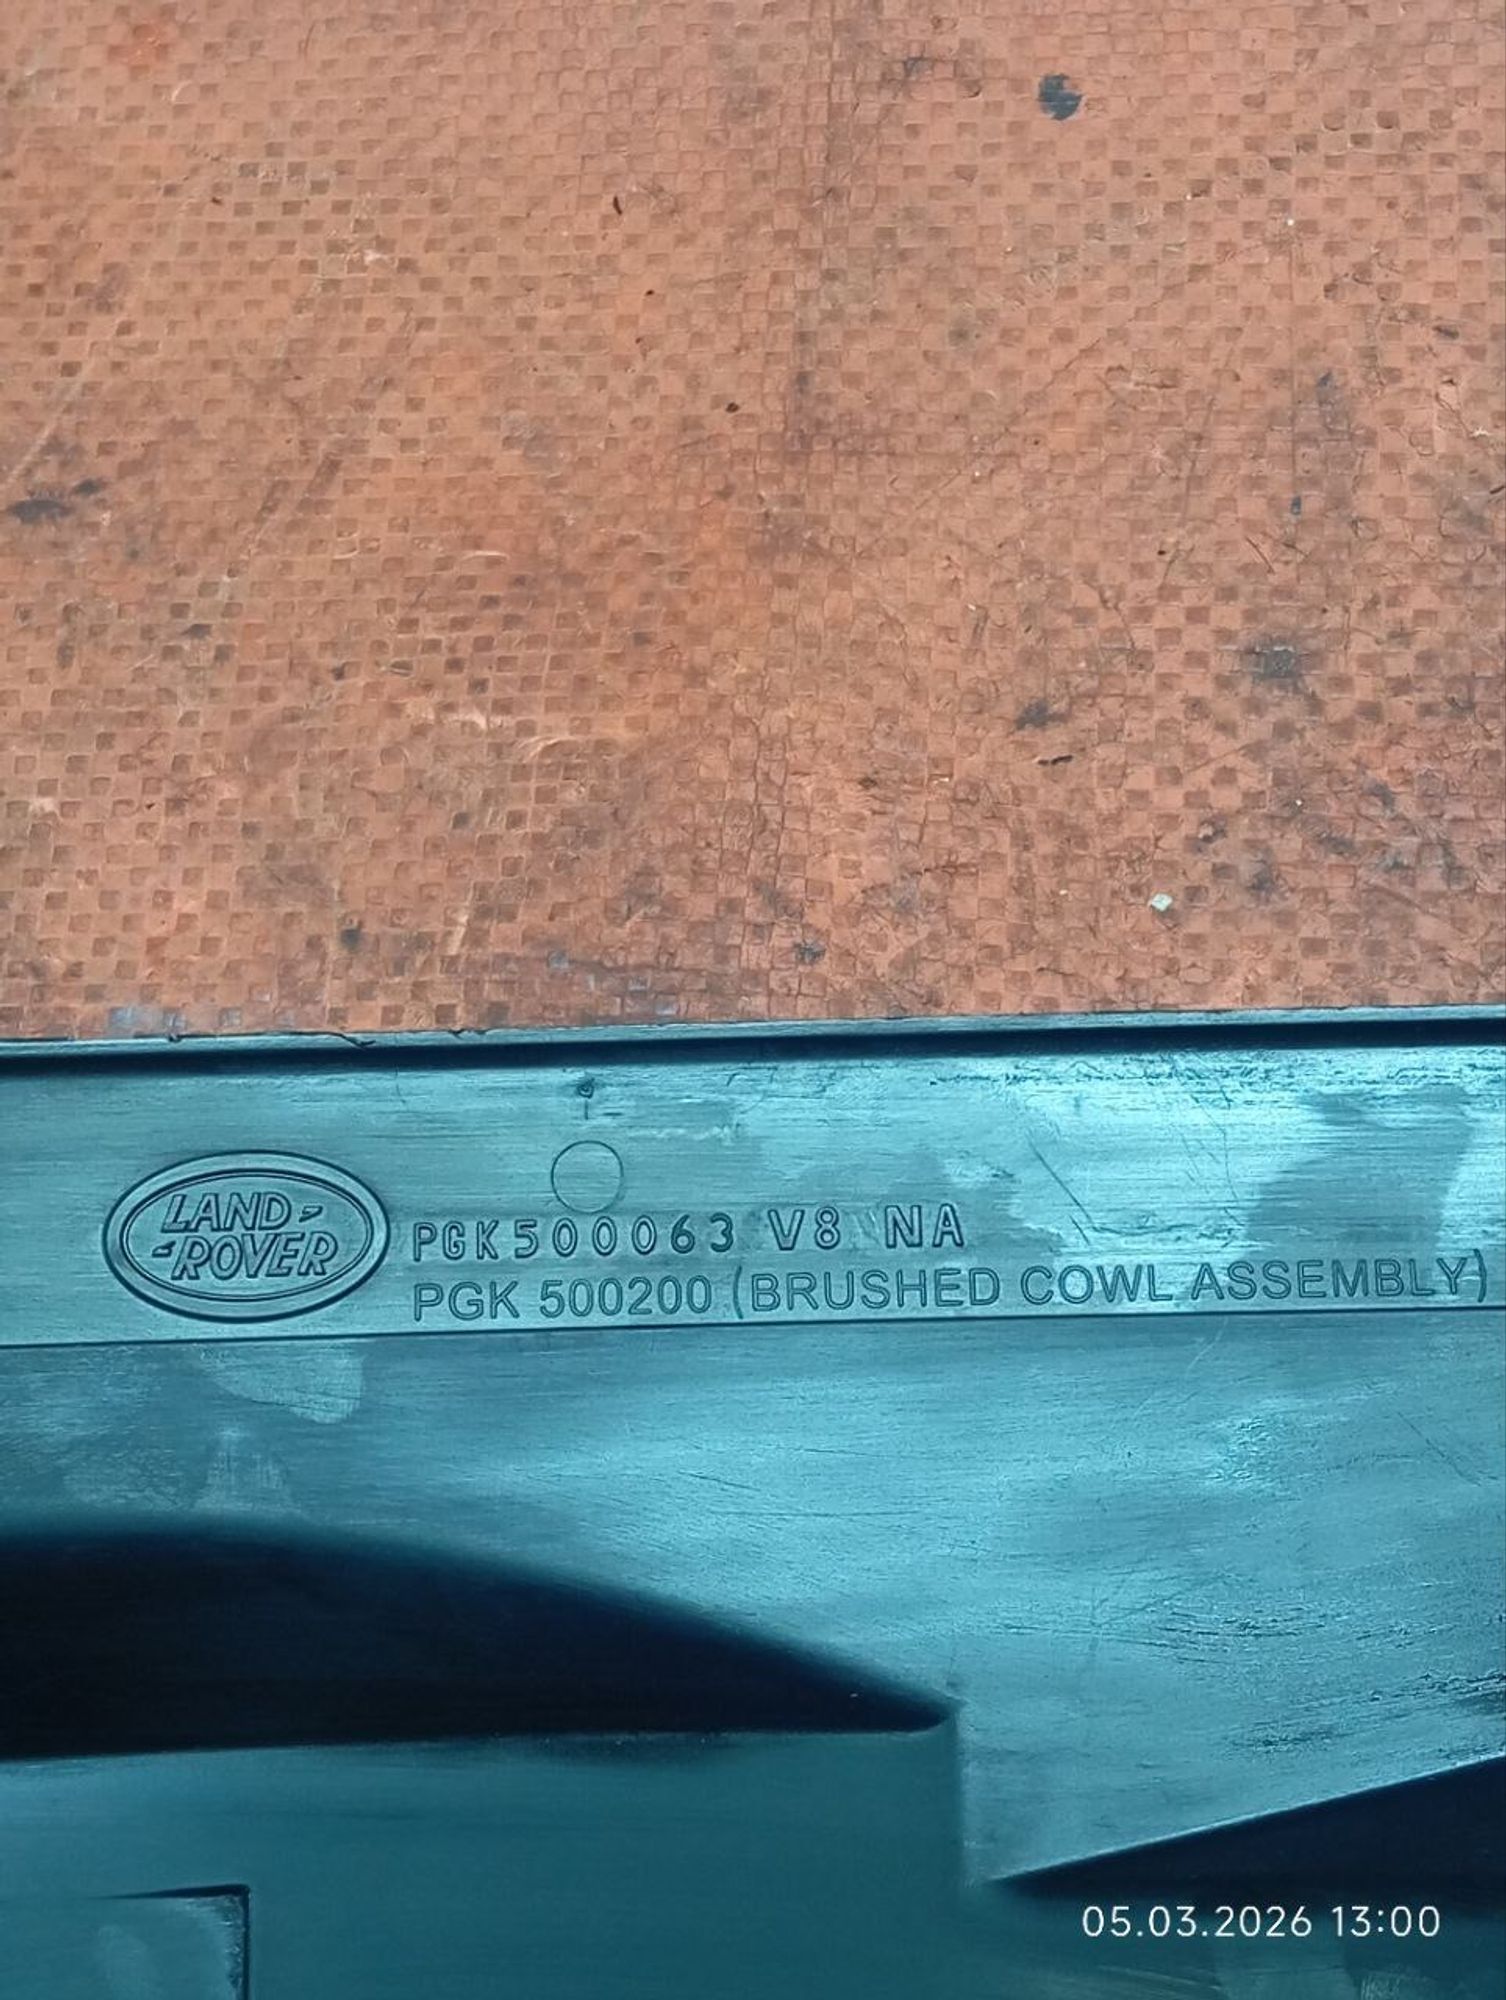 LAND-
-ROVER
PGK500063 V8 NA
PGK 500200 (BRUSHED COWL ASSEMBLY)
05.03.2026 13:00